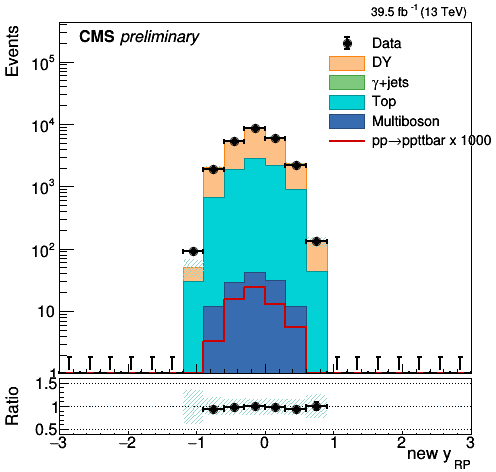 39.5 fb⁻¹ (13 TeV)
CMS preliminary
Events
Data
DY
γ+jets
Top
Multiboson
pp→ppttbar x 1000
10⁵
10⁴
10³
10²
10
1
Ratio
1.5
1
0.5
−3 −2 −1 0 1 2 3
new y_RP